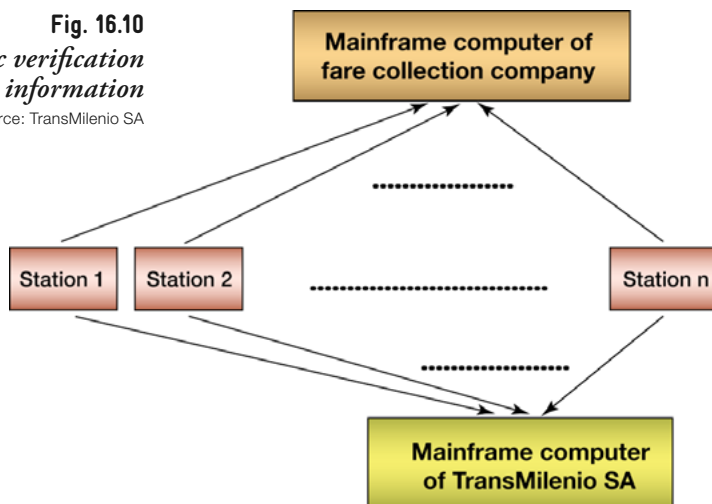 Fig. 16.10
verification
information
TransMilenio SA
Mainframe computer of
fare collection company
Station 1
Station 2
Station n
Mainframe computer
of TransMilenio SA